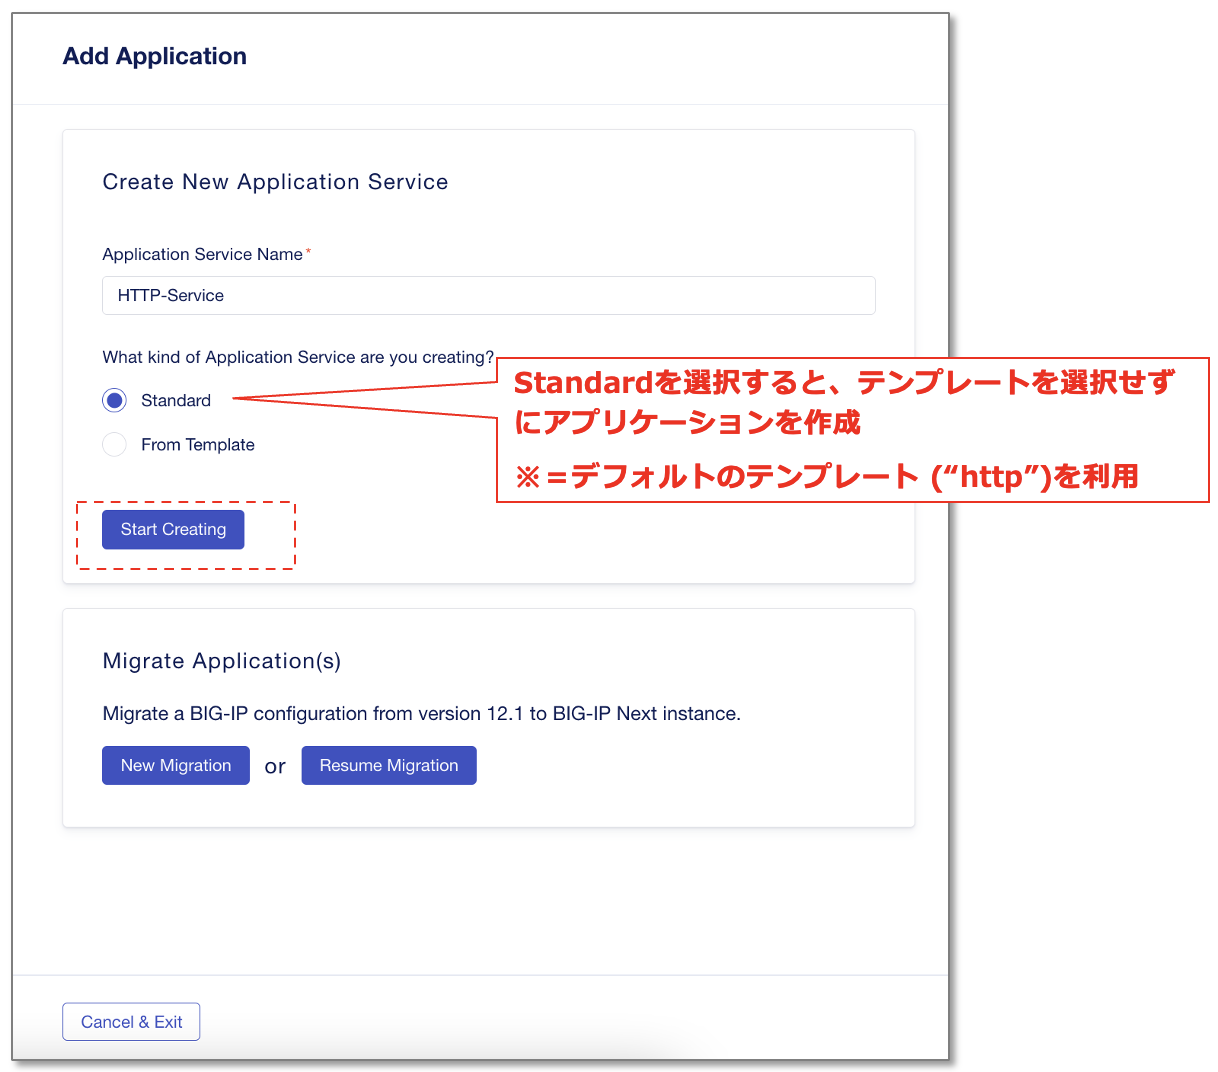 Add Application
Create New Application Service
Application Service Name*
HTTP-Service
What kind of Application Service are you creating?
Standard
From Template
Standardを選択すると、テンプレートを選択せず
にアプリケーションを作成
※＝デフォルトのテンプレート (“http”)を利用
Start Creating
Migrate Application(s)
Migrate a BIG-IP configuration from version 12.1 to BIG-IP Next instance.
New Migration or Resume Migration
Cancel & Exit